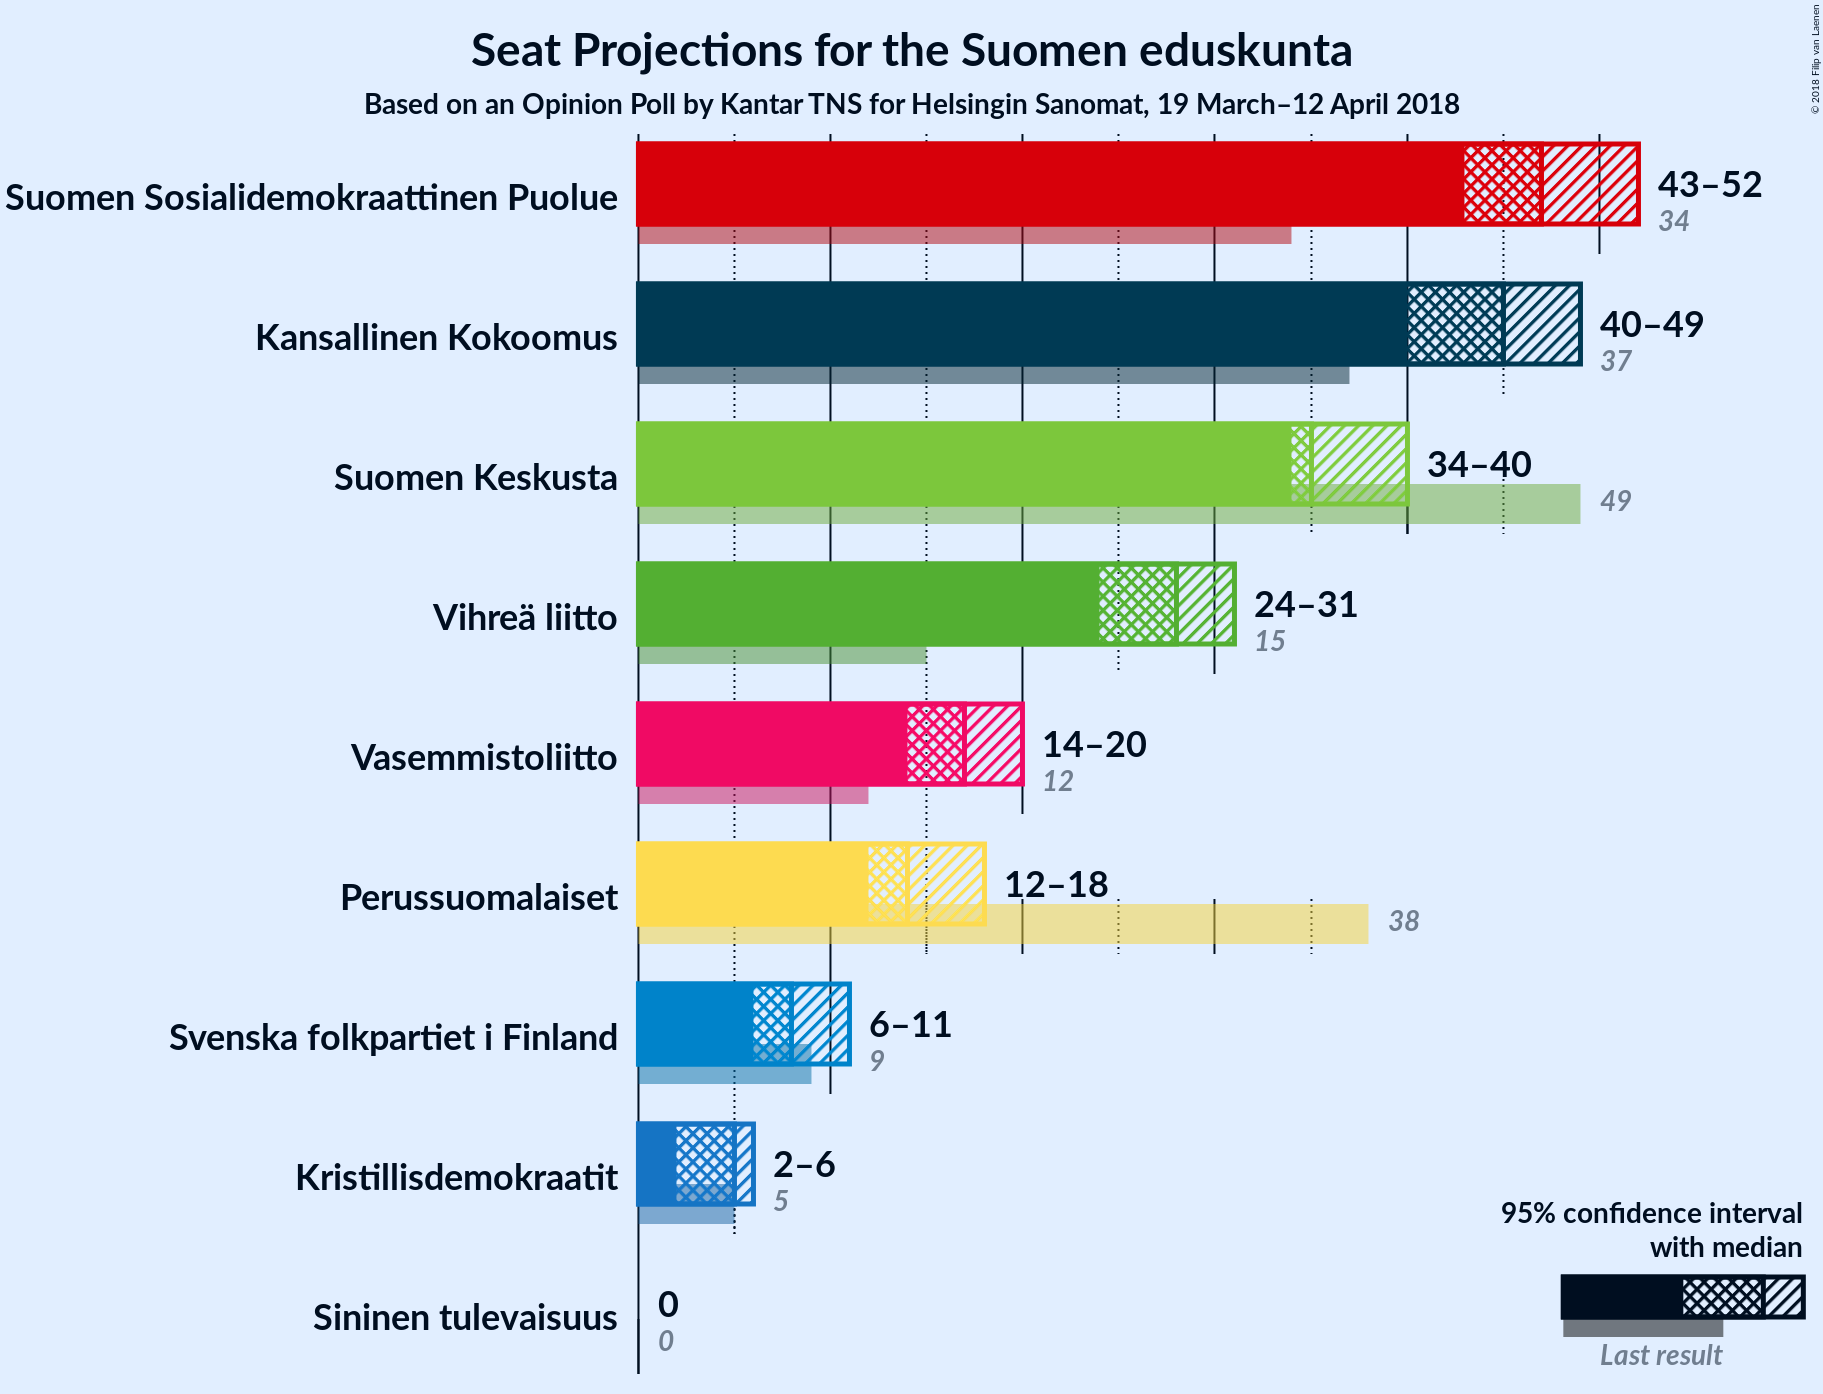 Seat Projections for the Suomen eduskunta
Based on an Opinion Poll by Kantar TNS for Helsingin Sanomat, 19 March–12 April 2018
© 2018 Filip van Laenen
Suomen Sosialidemokraattinen Puolue
43–52
34
Kansallinen Kokoomus
40–49
37
Suomen Keskusta
34–40
49
Vihreä liitto
24–31
15
Vasemmistoliitto
14–20
12
Perussuomalaiset
12–18
38
Svenska folkpartiet i Finland
6–11
9
Kristillisdemokraatit
2–6
5
Sininen tulevaisuus
0
0
95% confidence interval
with median
Last result